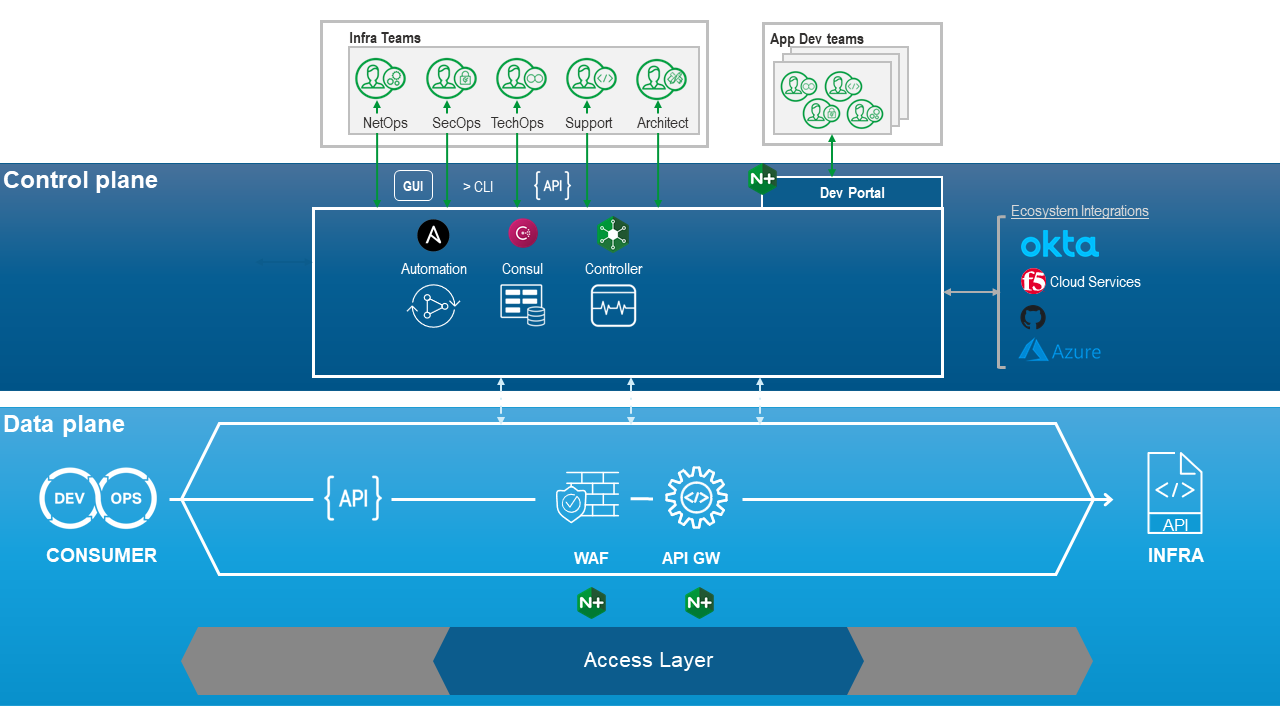 Infra Teams
App Dev teams
NetOps
SecOps
TechOps
Support
Architect
Control plane
GUI
> CLI
{API}
N+
Dev Portal
Ecosystem Integrations
okta
f5 Cloud Services
Azure
Automation
Consul
Controller
Data plane
DEV OPS
CONSUMER
{API}
</>
WAF
API GW
</>
API
INFRA
N+
N+
Access Layer